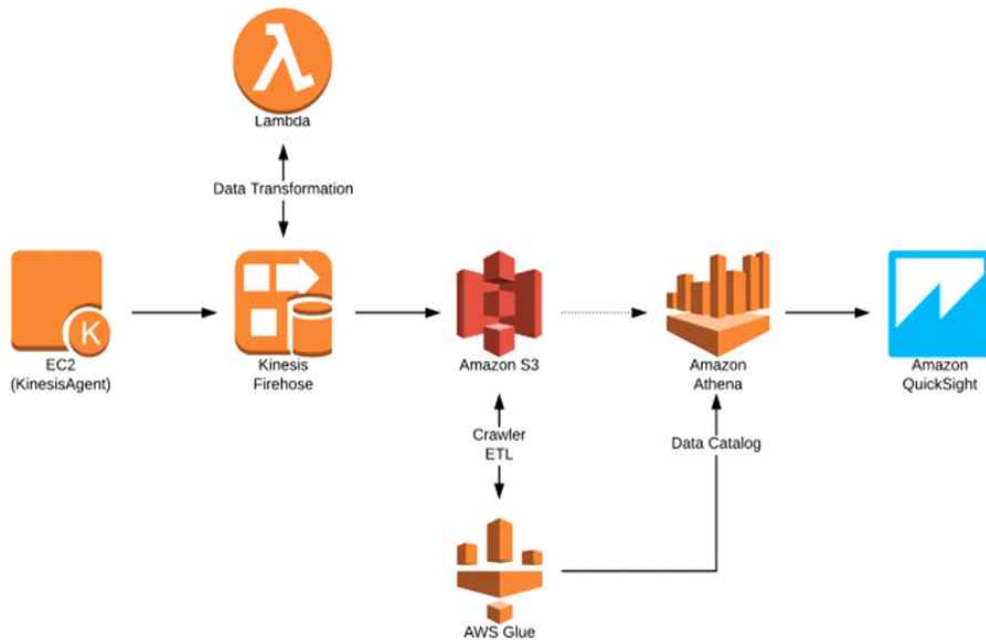 λ
Lambda
Data Transformation
K
EC2
(KinesisAgent)
Kinesis
Firehose
Amazon S3
Amazon
Athena
Amazon
QuickSight
Crawler
ETL
Data Catalog
AWS Glue